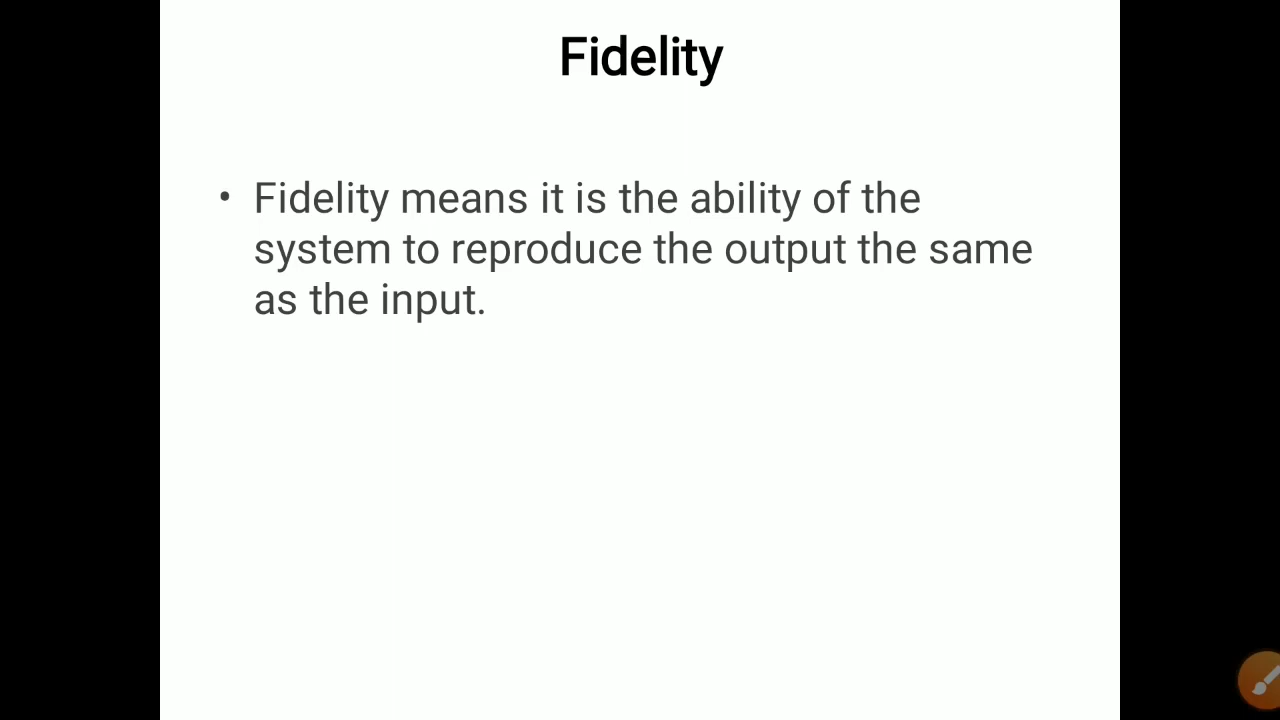 Fidelity
• Fidelity means it is the ability of the
system to reproduce the output the same
as the input.